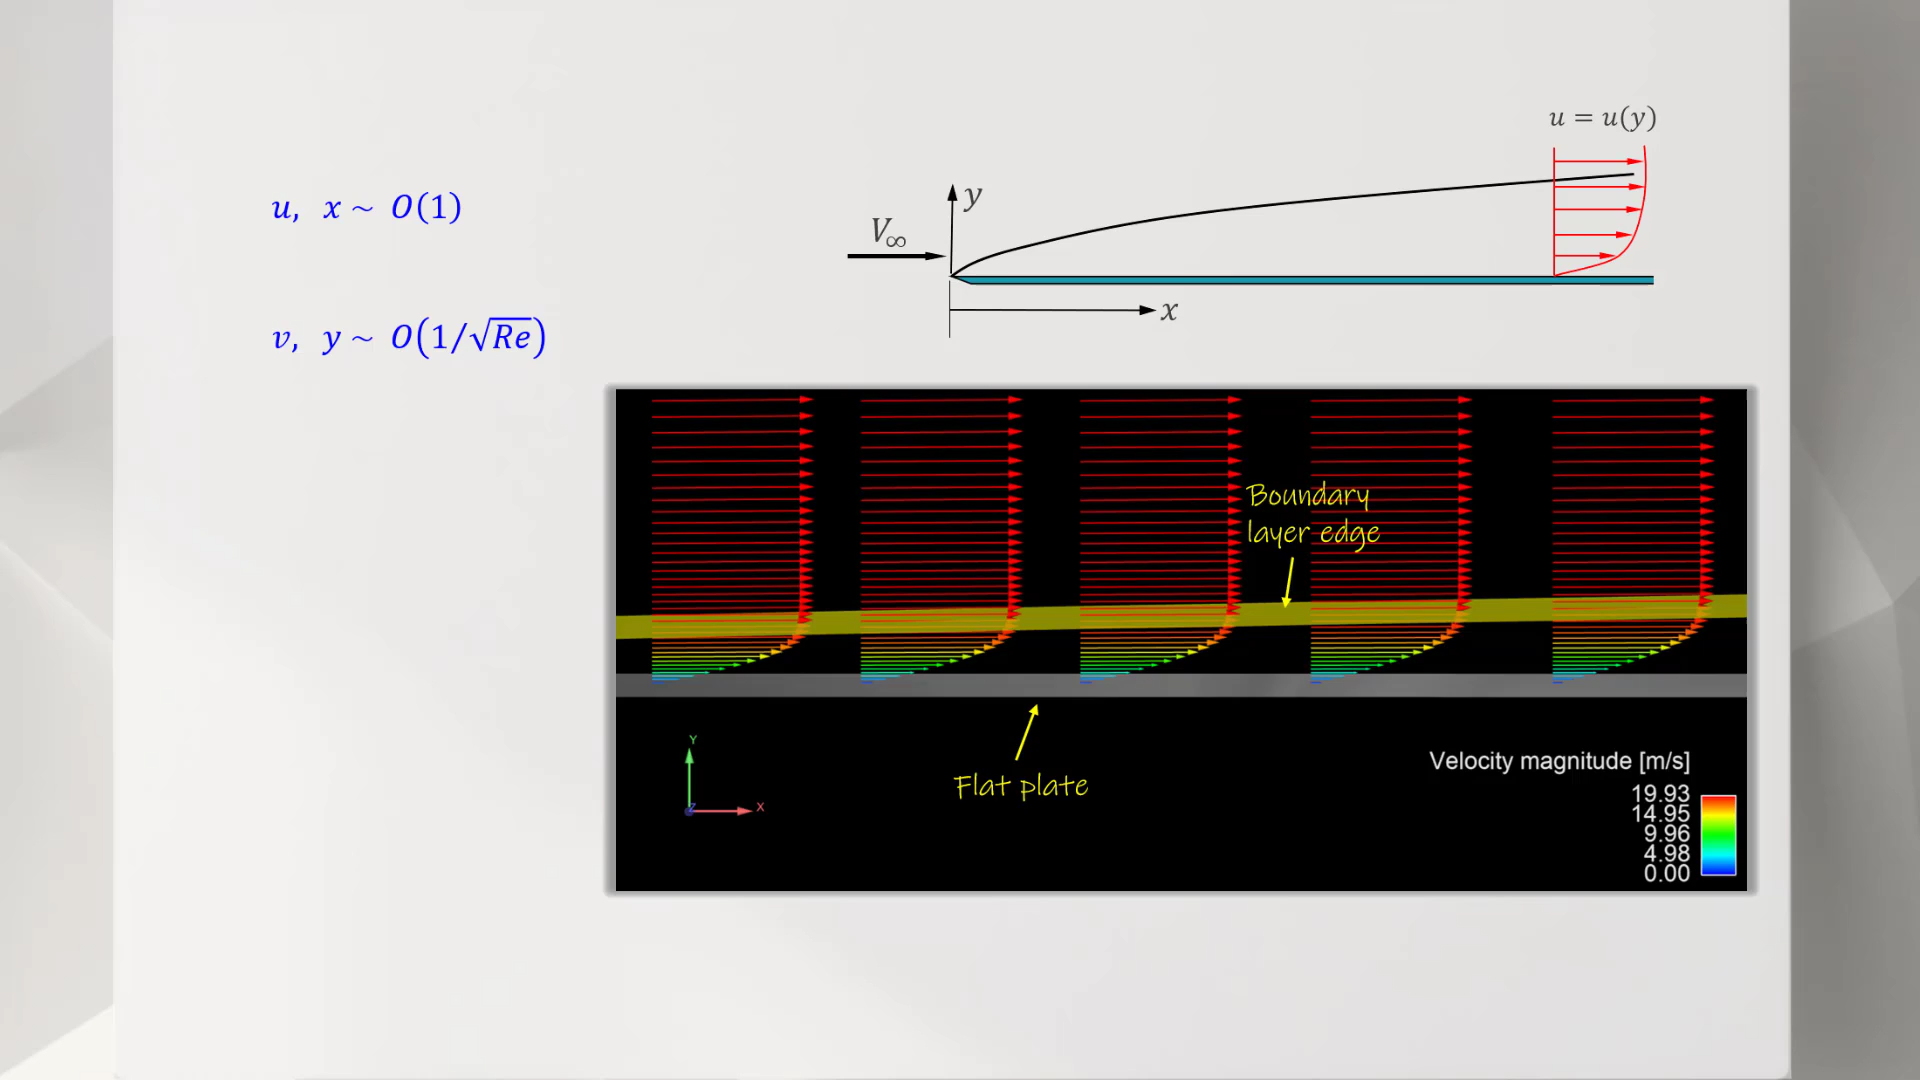 u = u(y)
u, x ~ O(1)
y
V∞
v, y ~ O(1/√Re)
x
Boundary
layer edge
Flat plate
Y
Z X
Velocity magnitude [m/s]
19.93
14.95
9.96
4.98
0.00